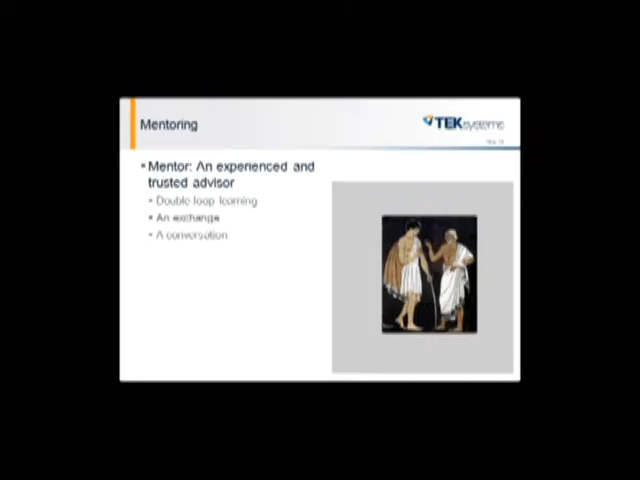 Mentoring
TEKsystems
▪ Mentor: An experienced and
trusted advisor
▪ Double loop learning
▪ An exchange
▪ A conversation